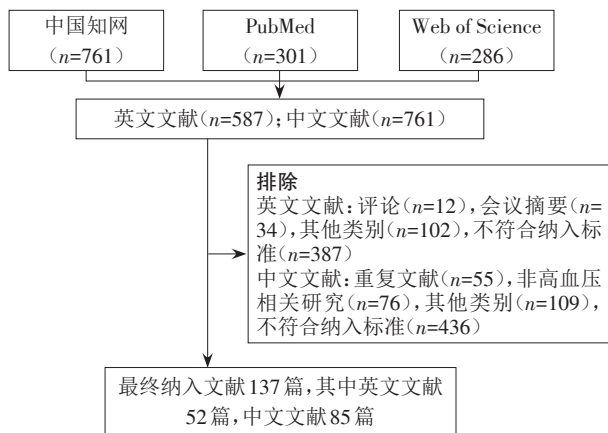 中国知网
（n=761）
PubMed
（n=301）
Web of Science
（n=286）
英文文献（n=587）；中文文献（n=761）
排除
英文文献：评论（n=12），会议摘要（n=
34），其他类别（n=102），不符合纳入标
准（n=387）
中文文献：重复文献（n=55），非高血压
相关研究（n=76），其他类别（n=109），
不符合纳入标准（n=436）
最终纳入文献137篇，其中英文文献
52篇，中文文献85篇